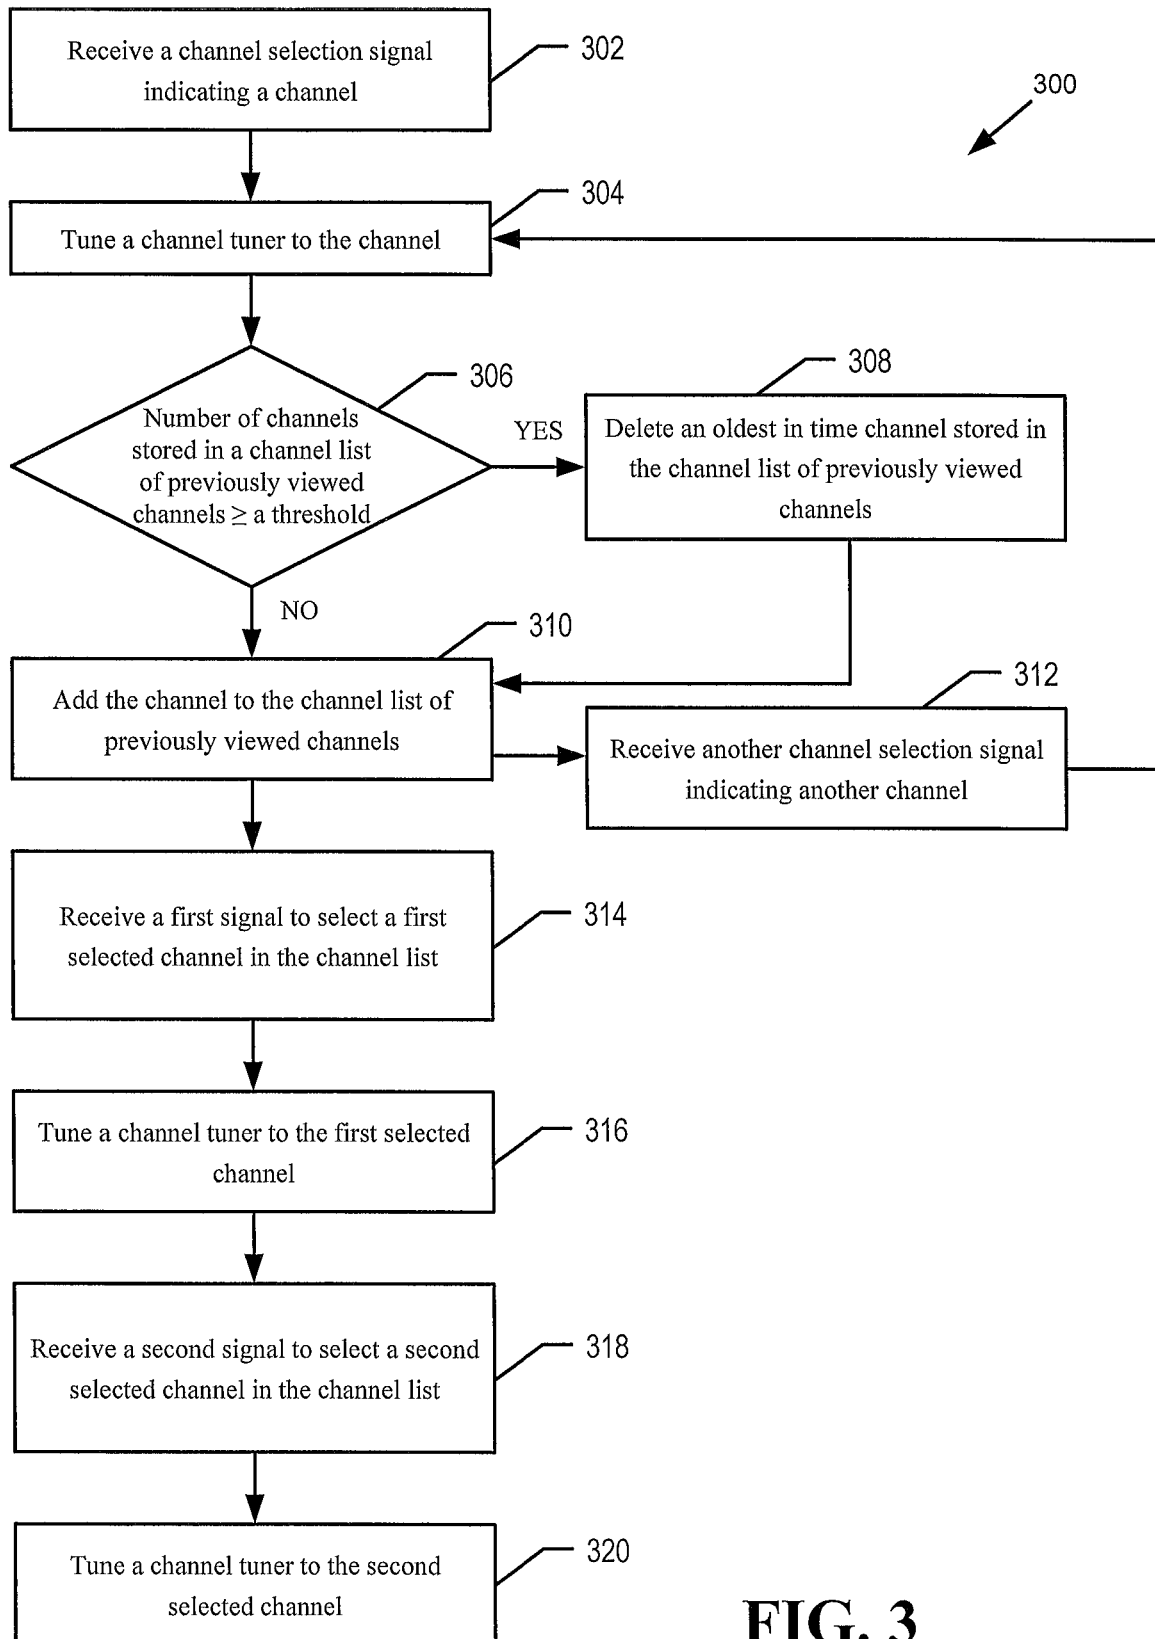 Receive a channel selection signal
indicating a channel
302
300
304
Tune a channel tuner to the channel
306
308
Number of channels
stored in a channel list
of previously viewed
channels ≥ a threshold
YES
Delete an oldest in time channel stored in
the channel list of previously viewed
channels
NO
310
312
Add the channel to the channel list of
previously viewed channels
Receive another channel selection signal
indicating another channel
Receive a first signal to select a first
selected channel in the channel list
314
Tune a channel tuner to the first selected
channel
316
Receive a second signal to select a second
selected channel in the channel list
318
Tune a channel tuner to the second
selected channel
320
FIG. 3